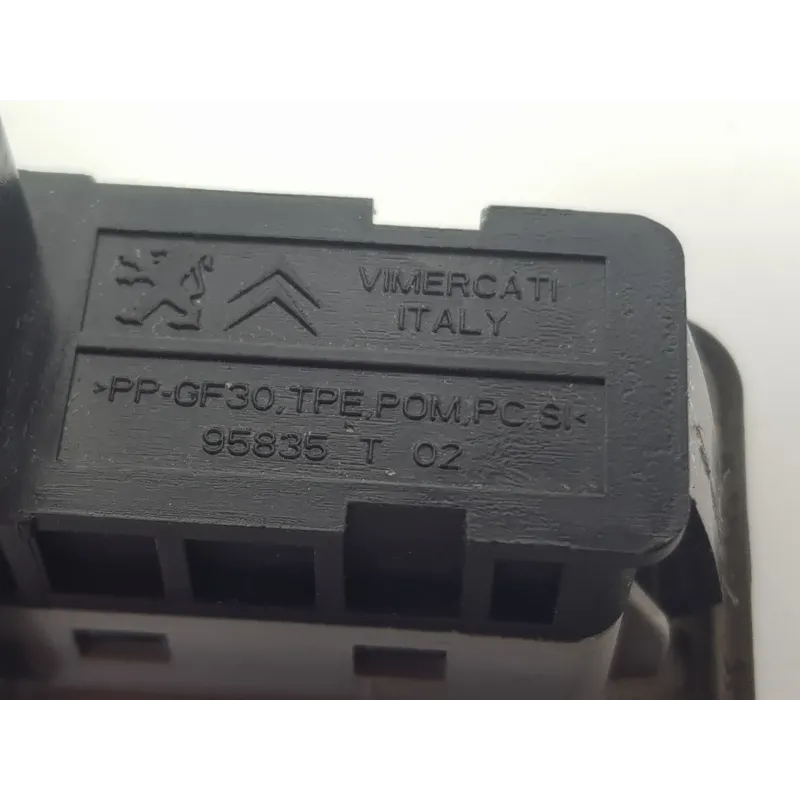 VIMERCATI
ITALY
>PP-GF30,TPE,POM,PC,SI<
95835 T 02